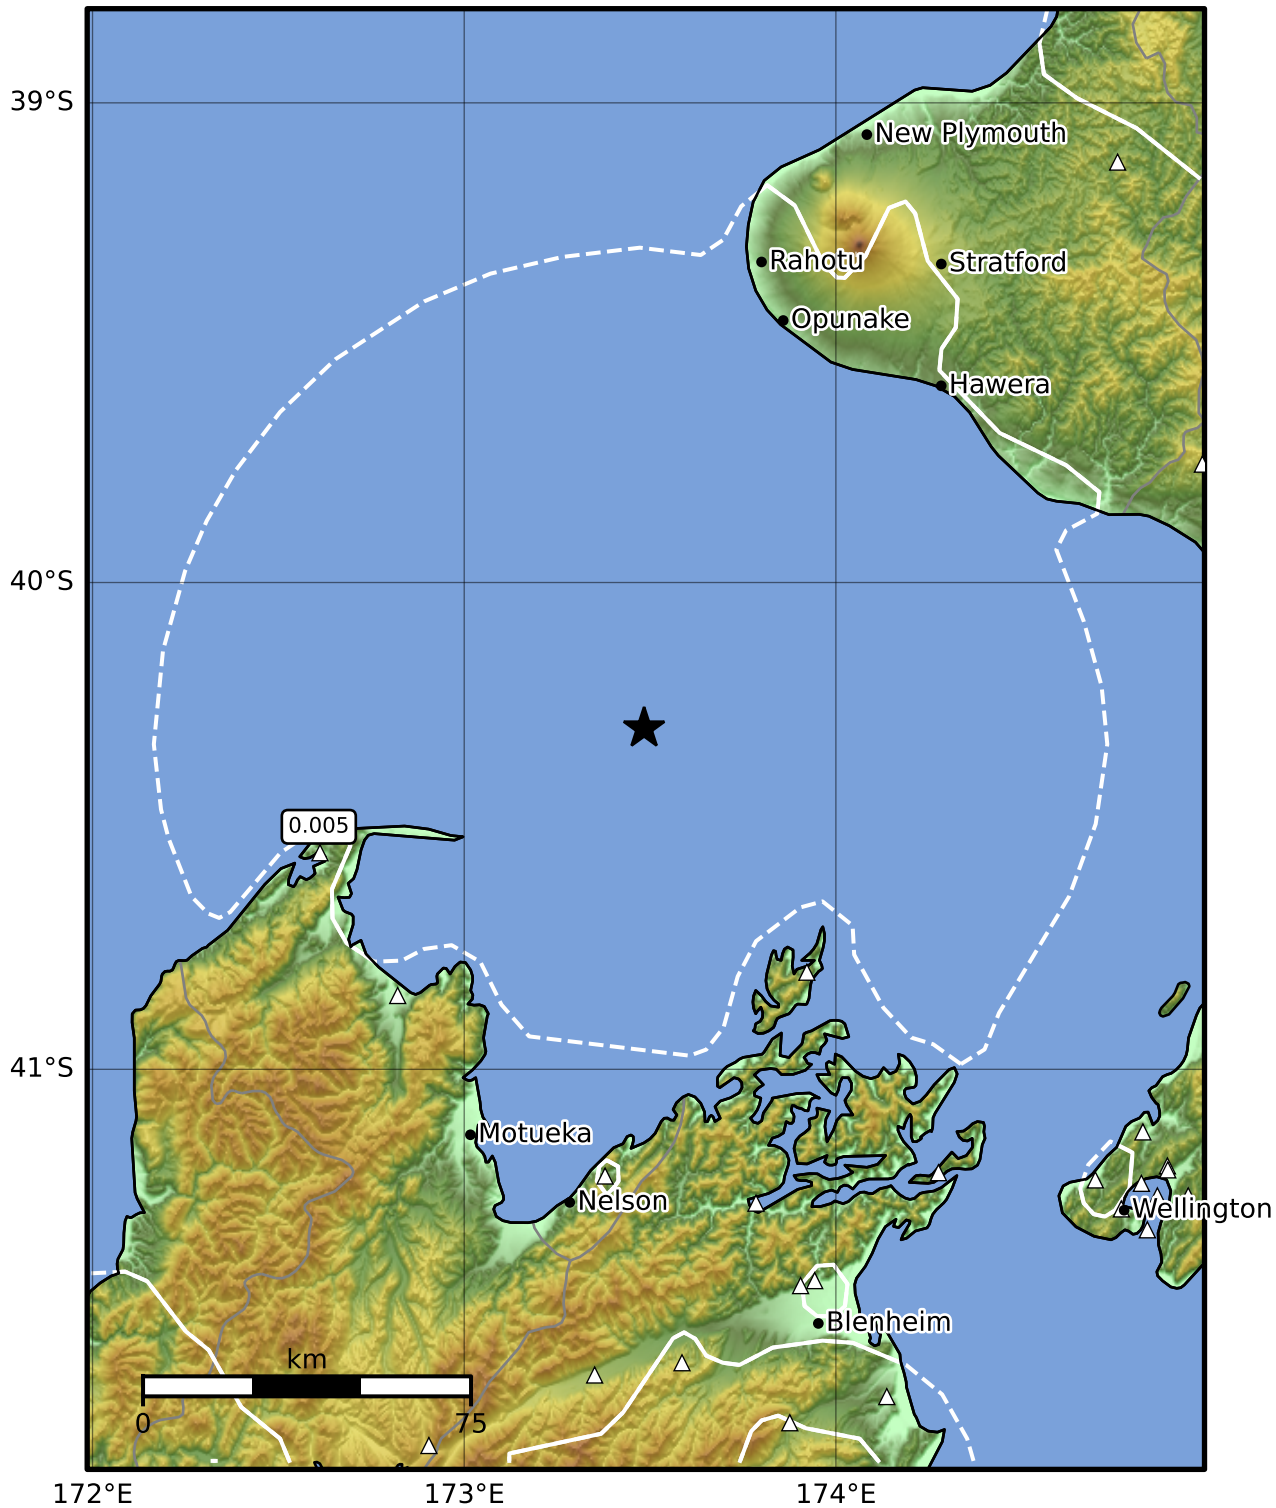 39°S
New Plymouth
Rahotu
Stratford
Opunake
Hawera
40°S
0.005
41°S
Motueka
Nelson
Wellington
Blenheim
km
0 75
172°E 173°E 174°E